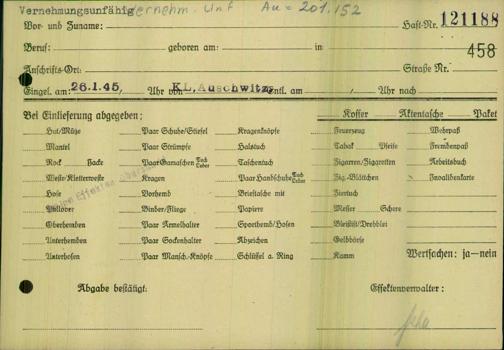 Vernehmungsunfähig Vernehm. Unf Au = 201.152
Vor- und Zuname: Haft-Nr. 121188
Beruf: geboren am: in 458
Anschrifts-Ort: Straße Nr.
Eingel. am: 26.1.45, Uhr von KL. Auschwitz Entl. am , Uhr nach
Bei Einlieferung abgegeben: Koffer Aktentasche Paket
Hut/Mütze Paar Schuhe/Stiefel Kragenknöpfe Feuerzeug Wehrpaß
Mantel Paar Strümpfe Halstuch Tabak Pfeife Fremdenpaß
Rock Jacke Paar Gamaschen Tuch Leder Taschentuch Zigarren/Zigaretten Arbeitsbuch
Weste/Kletterweste Kragen Paar Handschuhe Tuch Leder Zig.-Blättchen Invalidenkarte
Hose Vorhemd Brieftasche mit Ziertuch
Pullover Binder/Fliege Papiere Messer Schere
Oberhemden Paar Ärmelhalter Sporthemd/Hosen Bleistift/Drehblei
Unterhemden Paar Sockenhalter Abzeichen Geldbörse
Unterhosen Paar Mansch.-Knöpfe Schlüssel a. Ring Kamm Wertsachen: ja—nein
Abgabe bestätigt: Effektenverwalter: